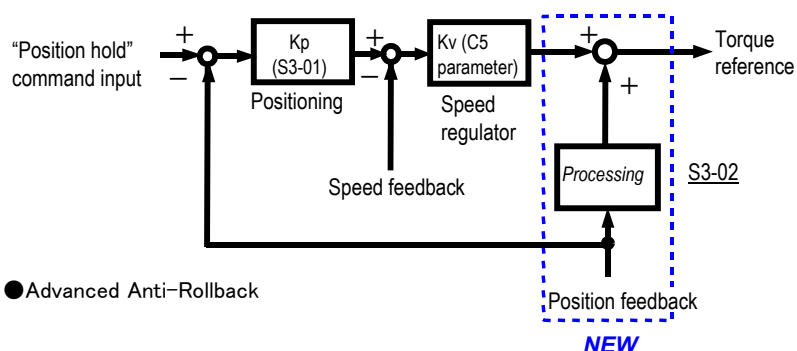 “Position hold”
command input
+
−
Kp
(S3-01)
Positioning
+
−
Kv (C5
parameter)
Speed
regulator
+
+
Torque
reference
Processing
S3-02
Speed feedback
●Advanced Anti-Rollback
Position feedback
NEW